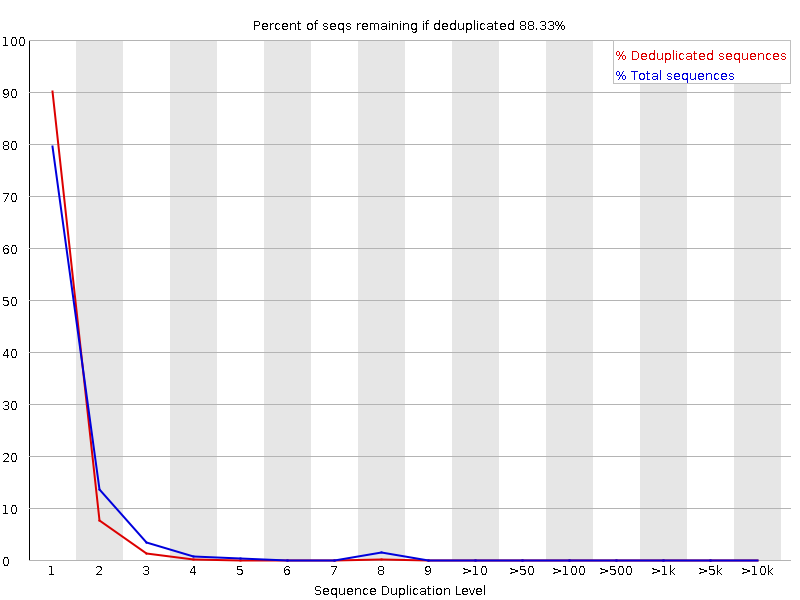 Percent of seqs remaining if deduplicated 88.33%
% Deduplicated sequences
% Total sequences
100
90
80
70
60
50
40
30
20
10
0
1 2 3 4 5 6 7 8 9 >10 >50 >100 >500 >1k >5k >10k
Sequence Duplication Level